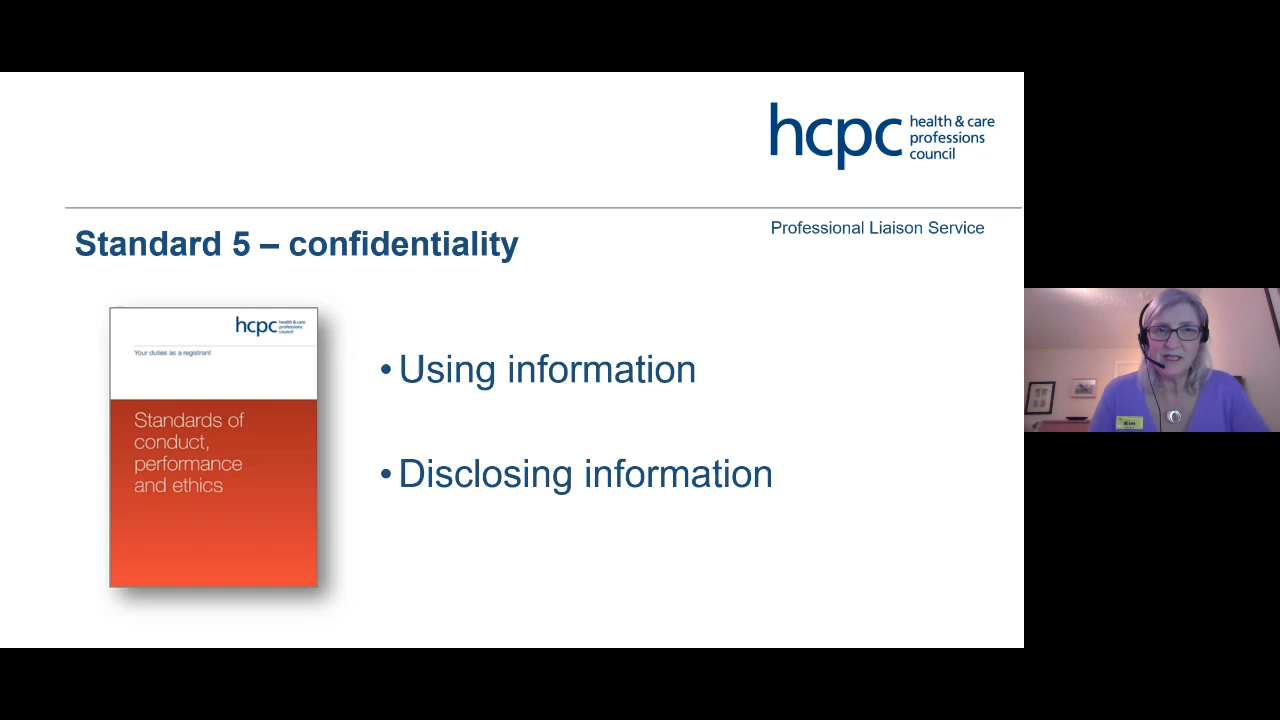 hcpc
health & care
professions
council
Professional Liaison Service
Standard 5 – confidentiality
hcpc
health & care
professions
council
Your duties as a registrant
Standards of
conduct,
performance
and ethics
• Using information
• Disclosing information
Kim